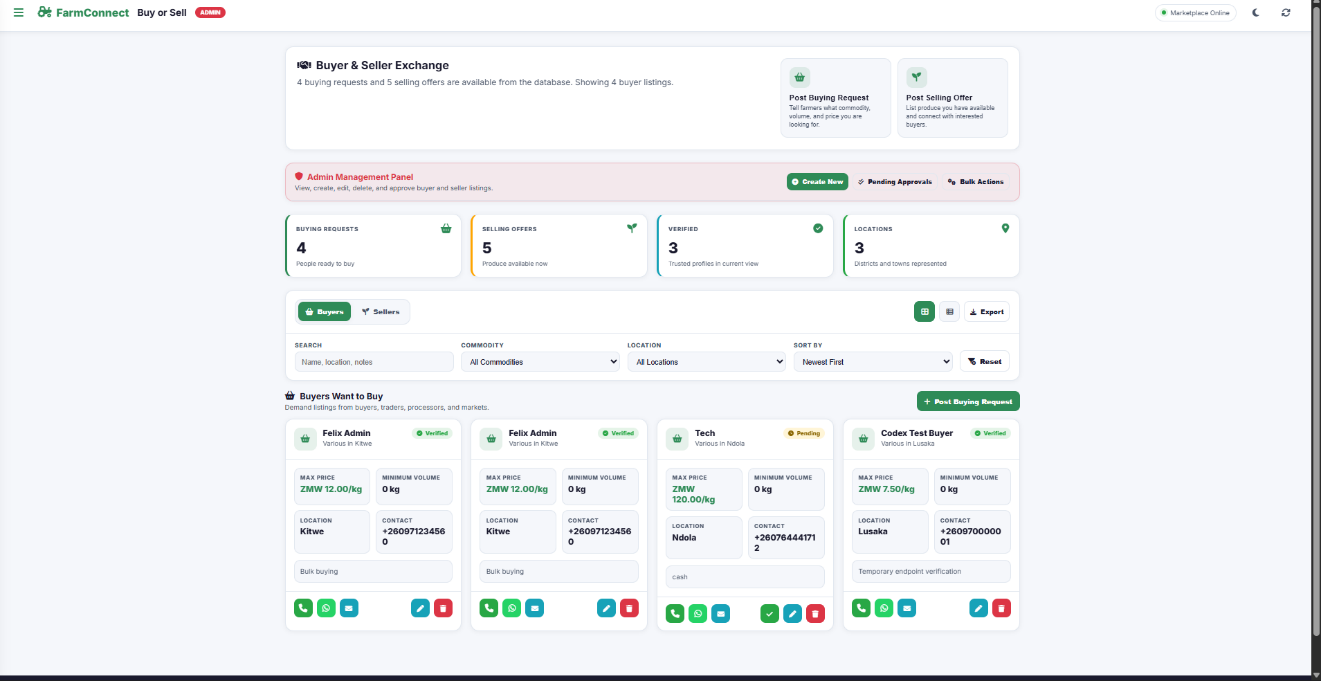 FarmConnect Buy or Sell ADMIN
Marketplace Online
Buyer & Seller Exchange
4 buying requests and 5 selling offers are available from the database. Showing 4 buyer listings.
Post Buying Request
Tell farmers what commodity,
volume, and price you are
looking for.
Post Selling Offer
List produce you have available
and connect with interested
buyers.
Admin Management Panel
View, create, edit, delete, and approve buyer and seller listings.
Create New
Pending Approvals
Bulk Actions
BUYING REQUESTS
4
People ready to buy
SELLING OFFERS
5
Produce available now
VERIFIED
3
Trusted profiles in current view
LOCATIONS
3
Districts and towns represented
Buyers
Sellers
Export
SEARCH
Name, location, notes
COMMODITY
All Commodities
LOCATION
All Locations
SORT BY
Newest First
Reset
Buyers Want to Buy
Demand listings from buyers, traders, processors, and markets.
+ Post Buying Request
Felix Admin
Various in Kitwe
Verified
MAX PRICE
ZMW 12.00/kg
MINIMUM VOLUME
0 kg
LOCATION
Kitwe
CONTACT
+26097123456
0
Bulk buying
Felix Admin
Various in Kitwe
Verified
MAX PRICE
ZMW 12.00/kg
MINIMUM VOLUME
0 kg
LOCATION
Kitwe
CONTACT
+26097123456
0
Bulk buying
Tech
Various in Ndola
Pending
MAX PRICE
ZMW
120.00/kg
MINIMUM VOLUME
0 kg
LOCATION
Ndola
CONTACT
+26076444171
2
cash
Codex Test Buyer
Various in Lusaka
Verified
MAX PRICE
ZMW 7.50/kg
MINIMUM VOLUME
0 kg
LOCATION
Lusaka
CONTACT
+2609700000
01
Temporary endpoint verification